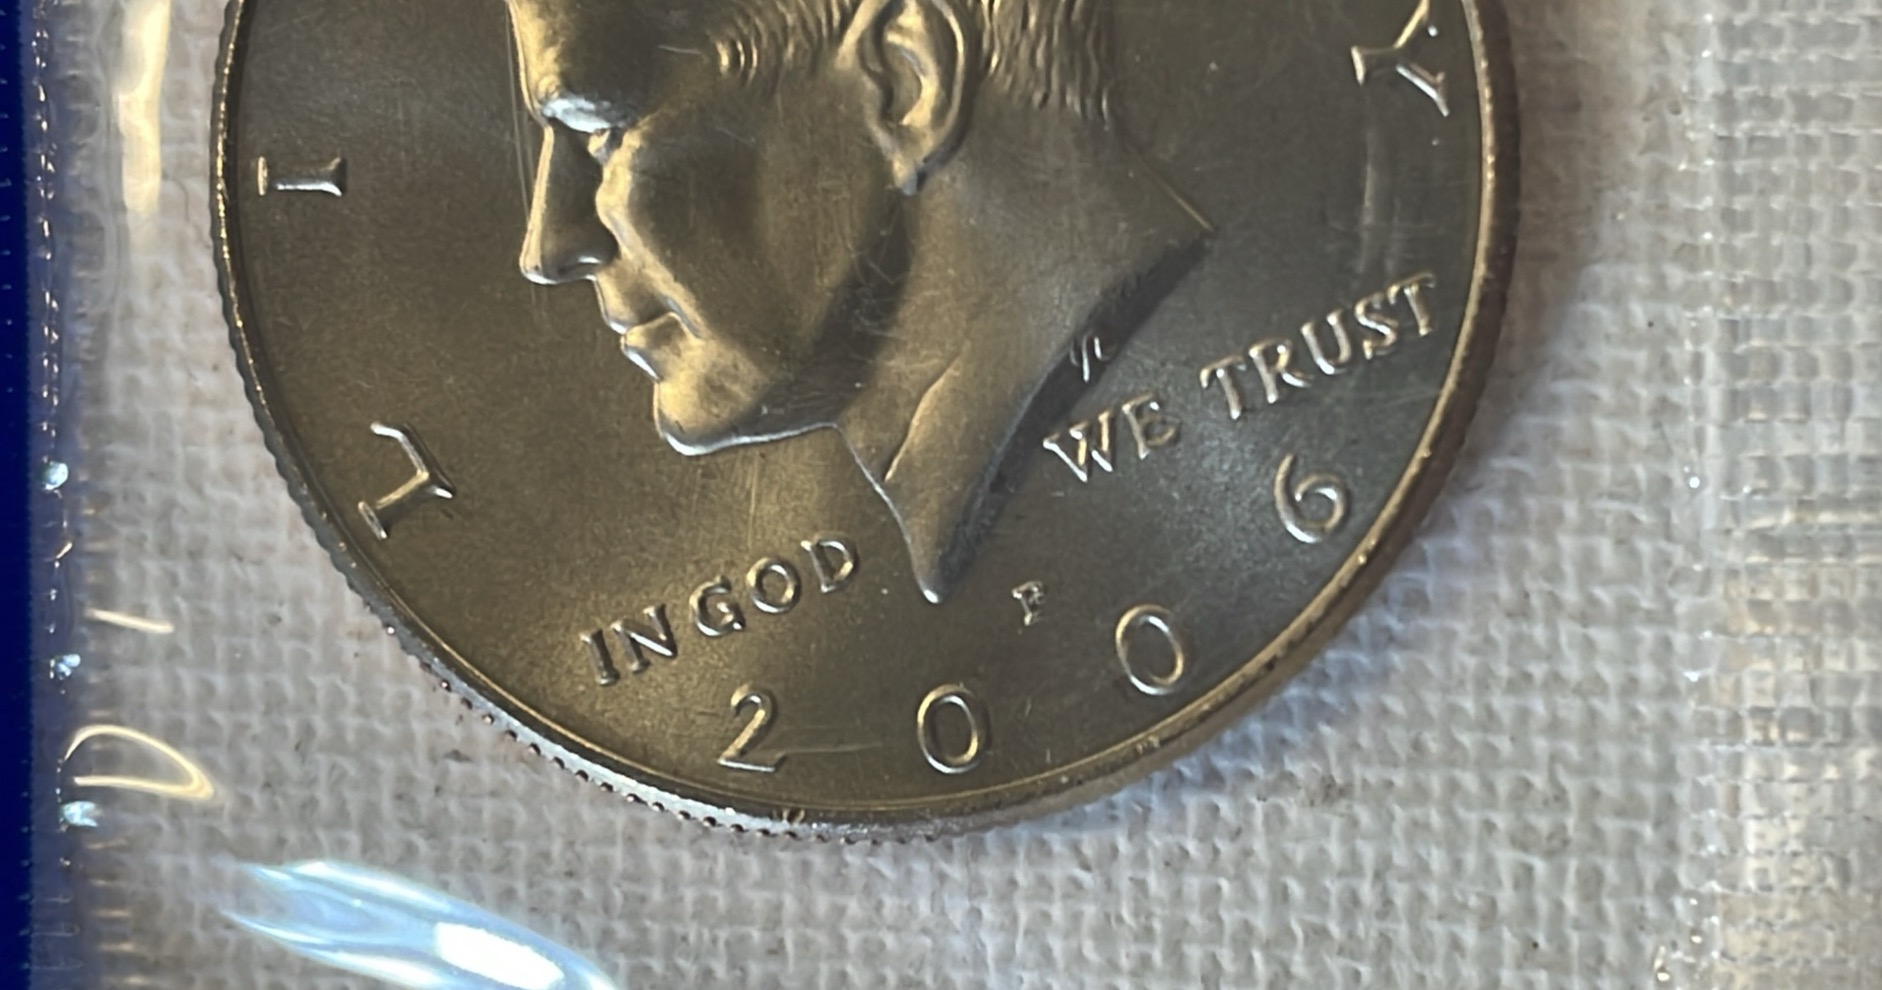 L I Y
IN GOD WE TRUST
P
2006